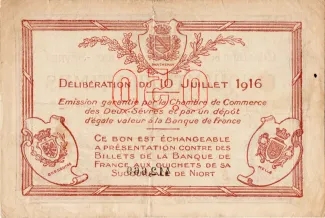 DÉLIBÉRATION DU 10 JUILLET 1916
Emission garantie par la Chambre de Commerce
des Deux-Sèvres et par un dépôt
d'égale valeur à la Banque de France
CE BON EST ÉCHANGEABLE
A PRÉSENTATION CONTRE DES
BILLETS DE LA BANQUE DE
FRANCE, AUX GUICHETS DE SA
DE NIORT